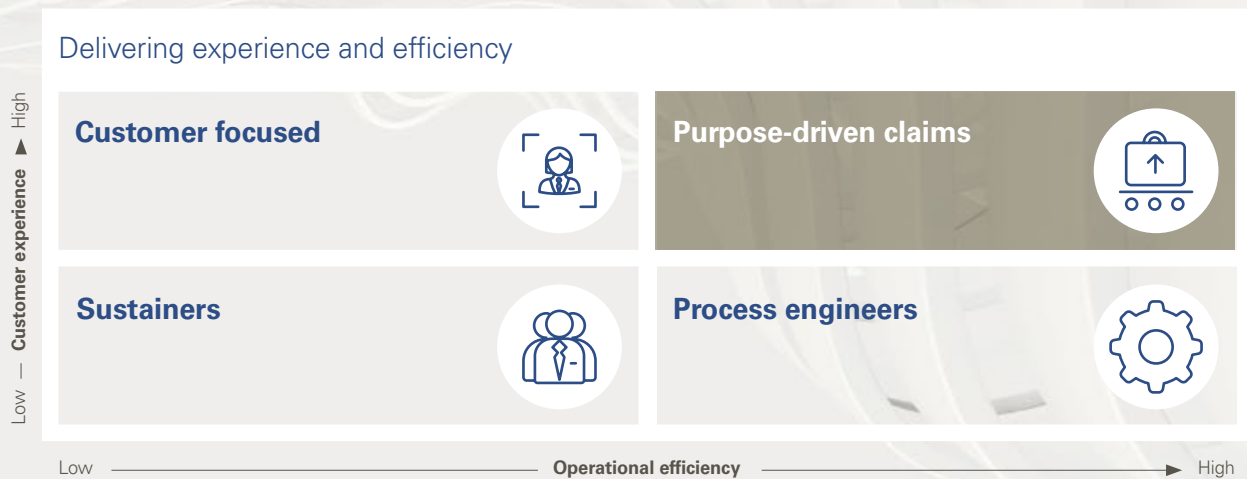 Delivering experience and efficiency
Low — Customer experience ► High
Customer focused
Purpose-driven claims
Sustainers
Process engineers
Low Operational efficiency High